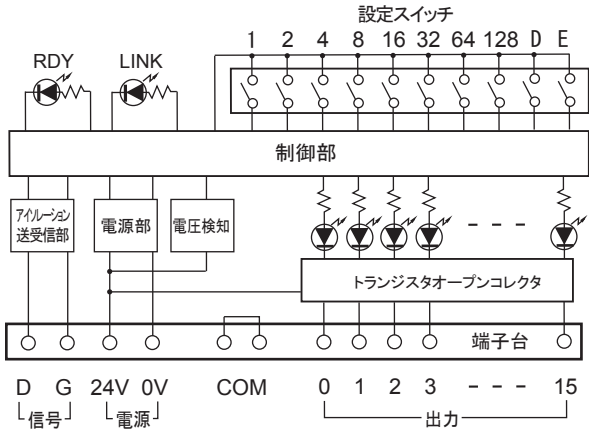 設定スイッチ
RDY LINK 1 2 4 8 16 32 64 128 D E
制御部
アイソレーション
送受信部
電源部 電圧検知
トランジスタオープンコレクタ
端子台
D G 24V 0V COM 0 1 2 3 - - - 15
信号 電源 出力